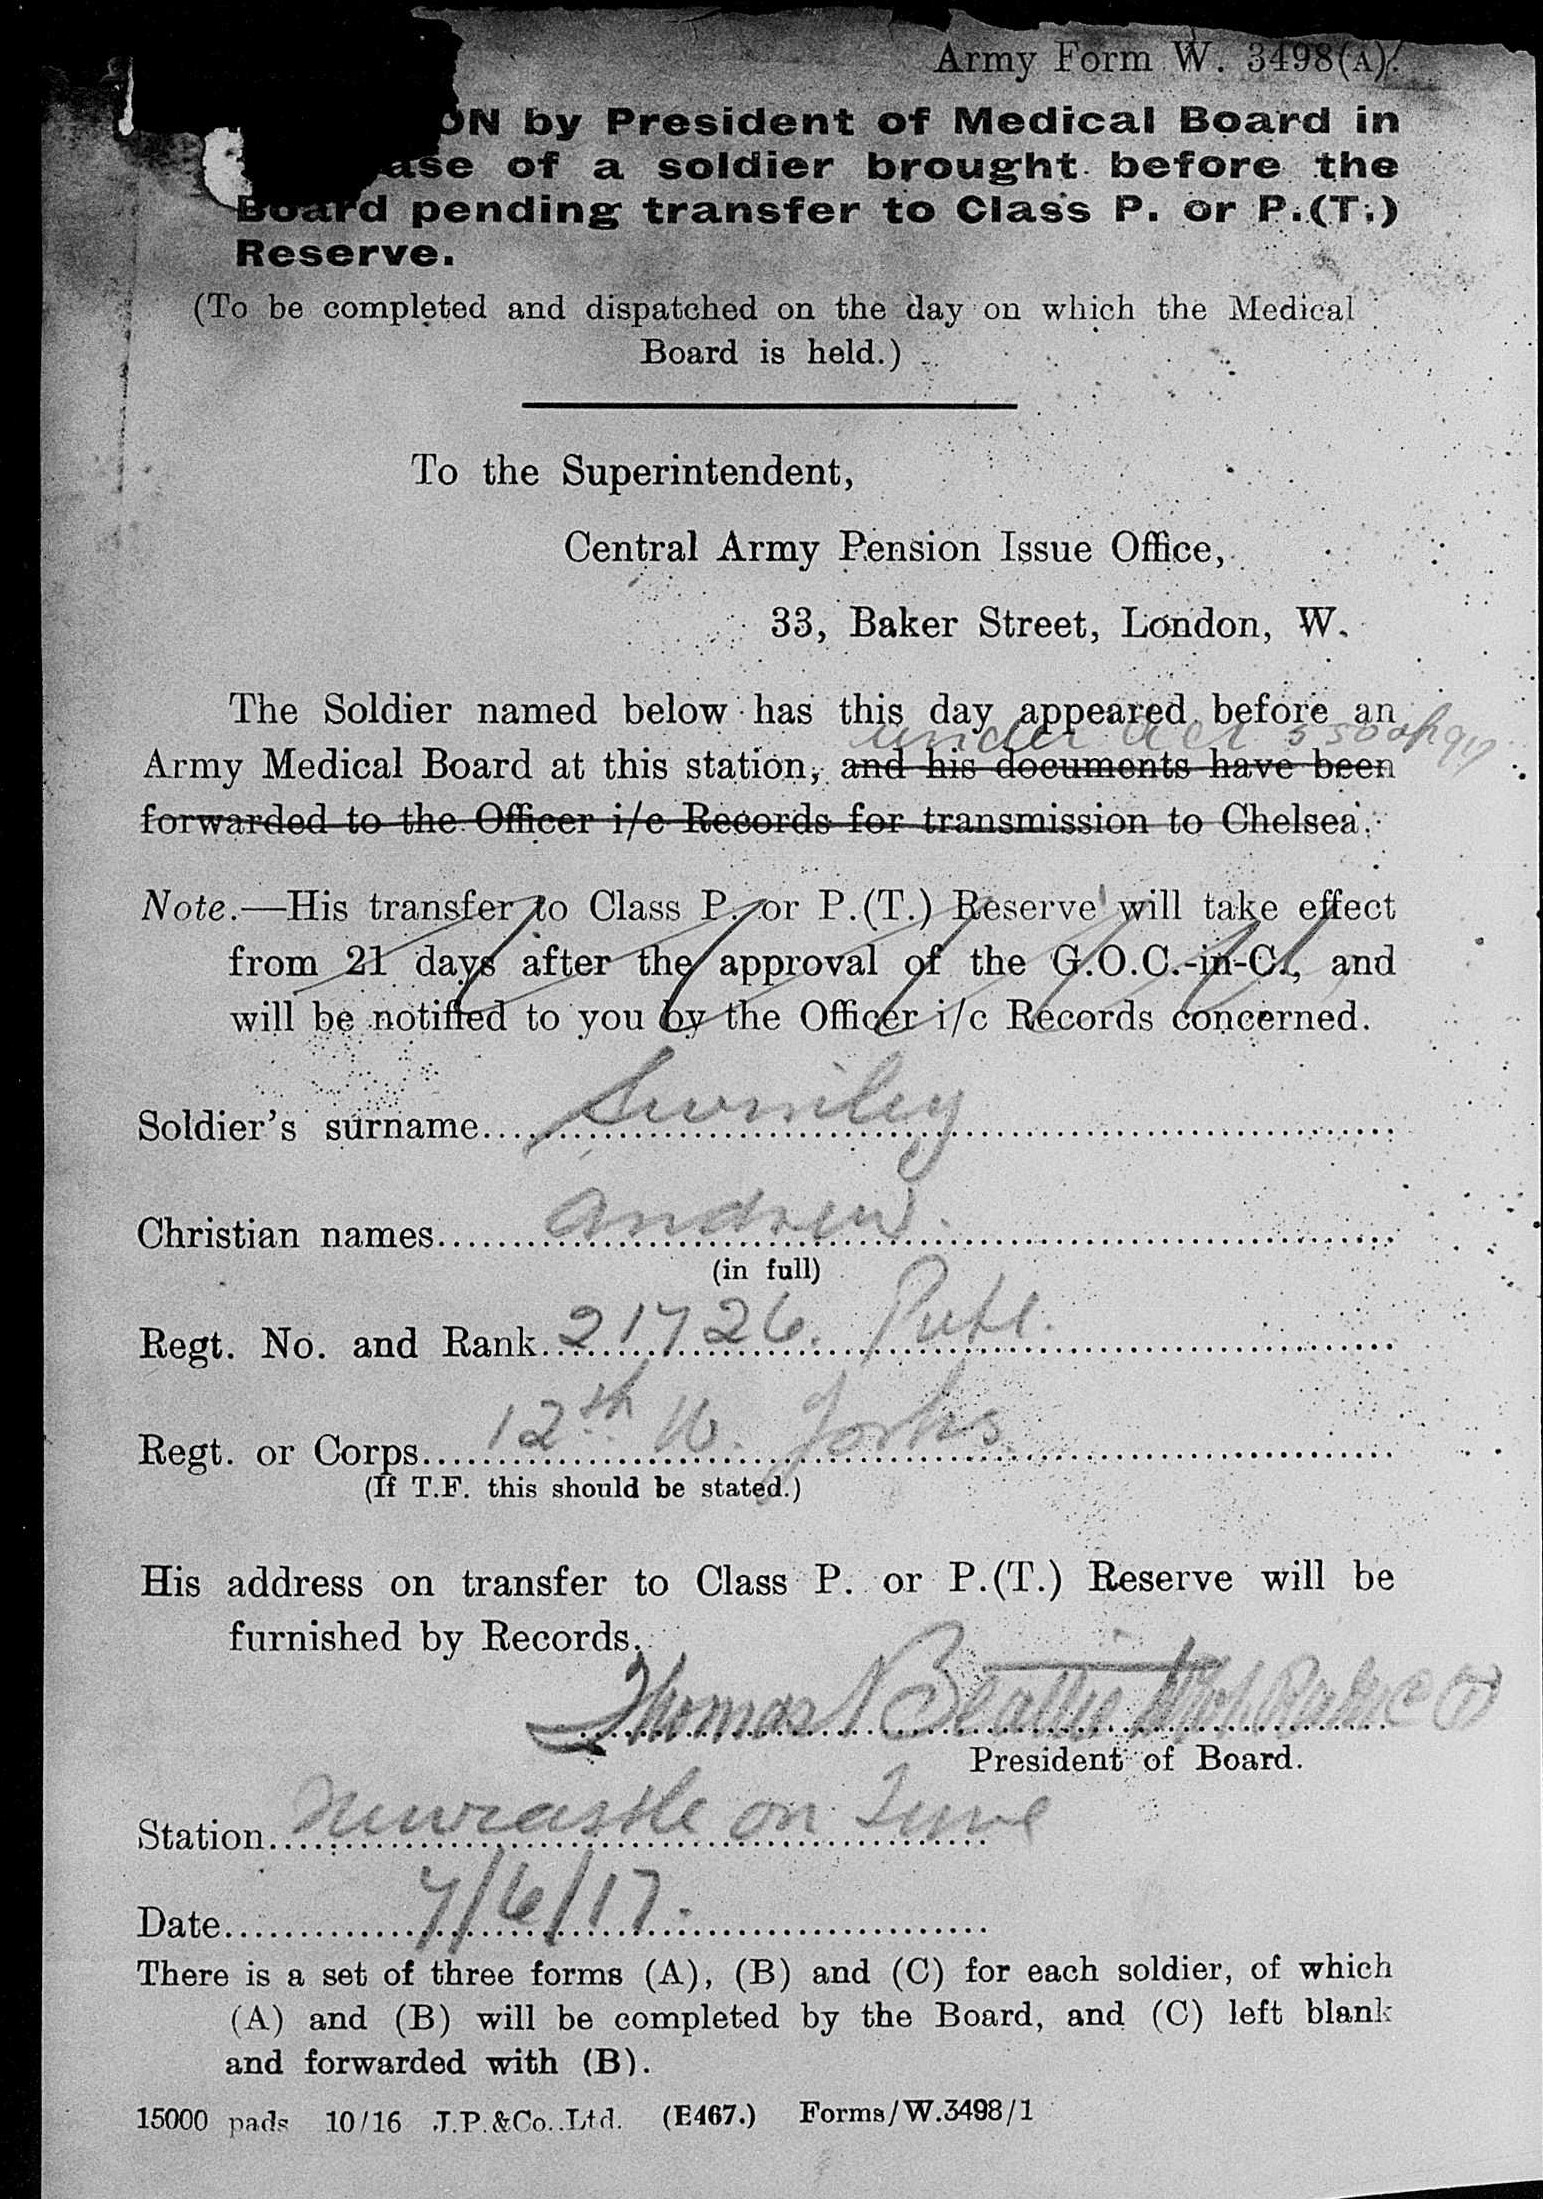 Army Form W. 3498(A).
ON by President of Medical Board in
ase of a soldier brought before the
Board pending transfer to Class P. or P.(T.)
Reserve.
(To be completed and dispatched on the day on which the Medical
Board is held.)
To the Superintendent,
Central Army Pension Issue Office,
33, Baker Street, London, W.
The Soldier named below has this day appeared before an
under aci
Army Medical Board at this station, and his documents have been
forwarded to the Officer i/c Records for transmission to Chelsea.
Note.—His transfer to Class P. or P.(T.) Reserve will take effect
from 21 days after the approval of the G.O.C.-in-C., and
will be notified to you by the Officer i/c Records concerned.
Soldier's surname
Christian names Andrew.
(in full)
Regt. No. and Rank 21726. Pte.
Regt. or Corps 12th W. Yorks.
(If T.F. this should be stated.)
His address on transfer to Class P. or P.(T.) Reserve will be
furnished by Records.
Thomas Beattie
President of Board.
Station Newcastle on Tyne
Date 7/6/17.
There is a set of three forms (A), (B) and (C) for each soldier, of which
(A) and (B) will be completed by the Board, and (C) left blank
and forwarded with (B).
15000 pads 10/16 J.P.&Co.,Ltd. (E467.) Forms/W.3498/1